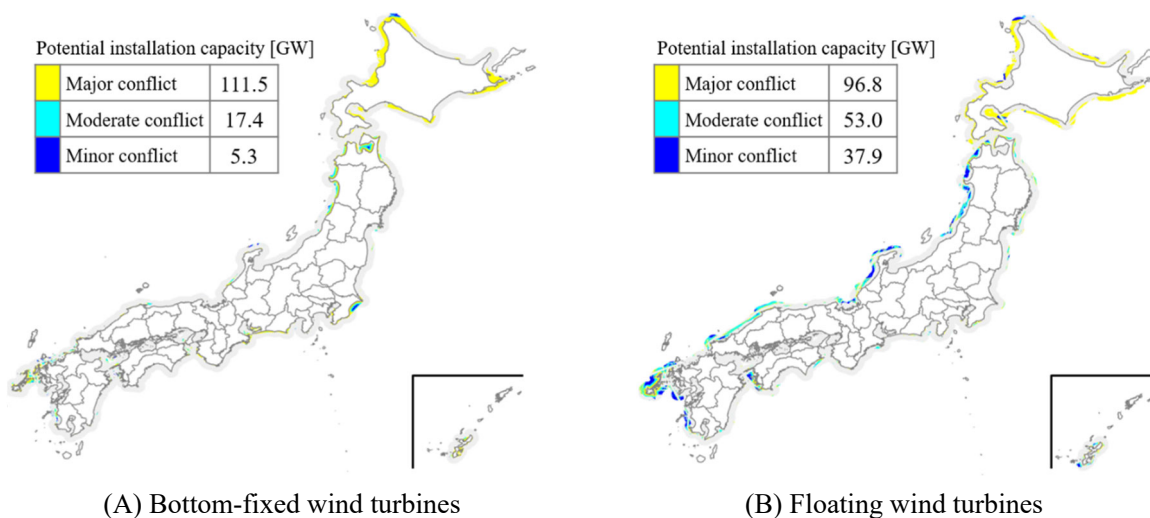 Potential installation capacity [GW]
Major conflict 111.5
Moderate conflict 17.4
Minor conflict 5.3
Potential installation capacity [GW]
Major conflict 96.8
Moderate conflict 53.0
Minor conflict 37.9
(A) Bottom-fixed wind turbines
(B) Floating wind turbines